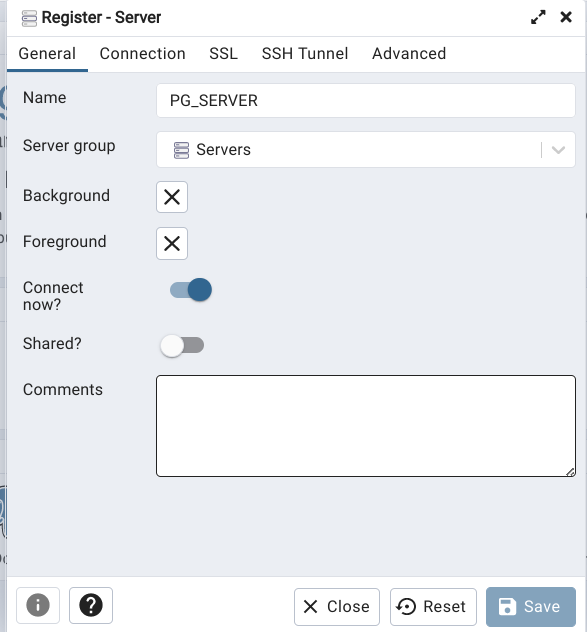 Register - Server
General Connection SSL SSH Tunnel Advanced
Name
PG_SERVER
Server group
Servers
Background
Foreground
Connect
now?
Shared?
Comments
Close Reset Save